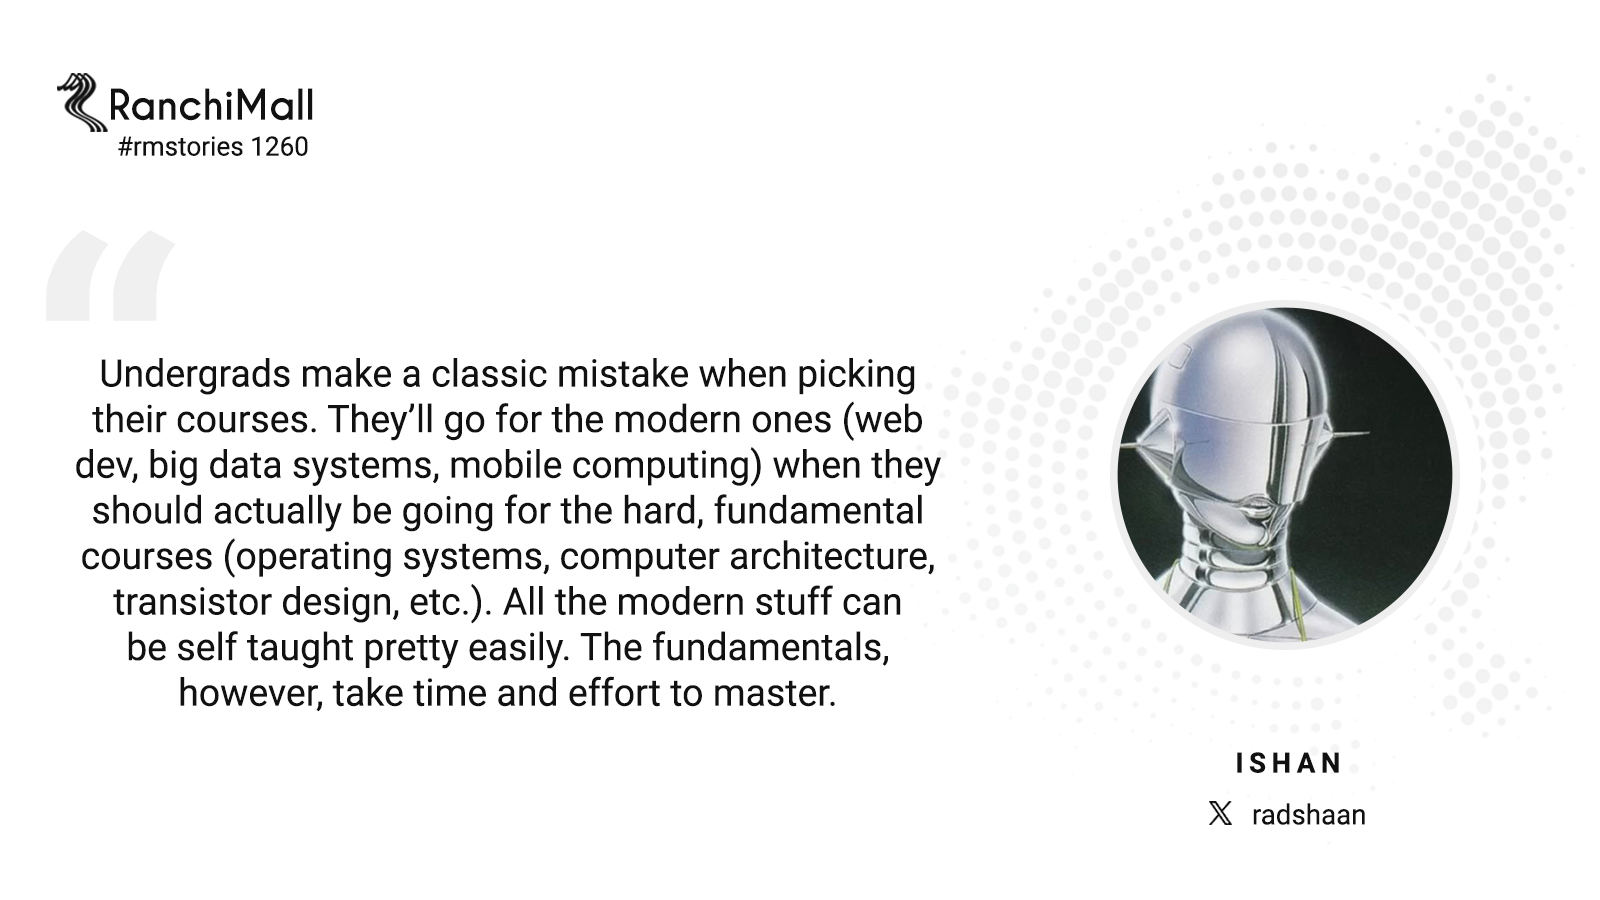 RanchiMall
#rmstories 1260
Undergrads make a classic mistake when picking
their courses. They’ll go for the modern ones (web
dev, big data systems, mobile computing) when they
should actually be going for the hard, fundamental
courses (operating systems, computer architecture,
transistor design, etc.). All the modern stuff can
be self taught pretty easily. The fundamentals,
however, take time and effort to master.
ISHAN
𝕏 radshaan